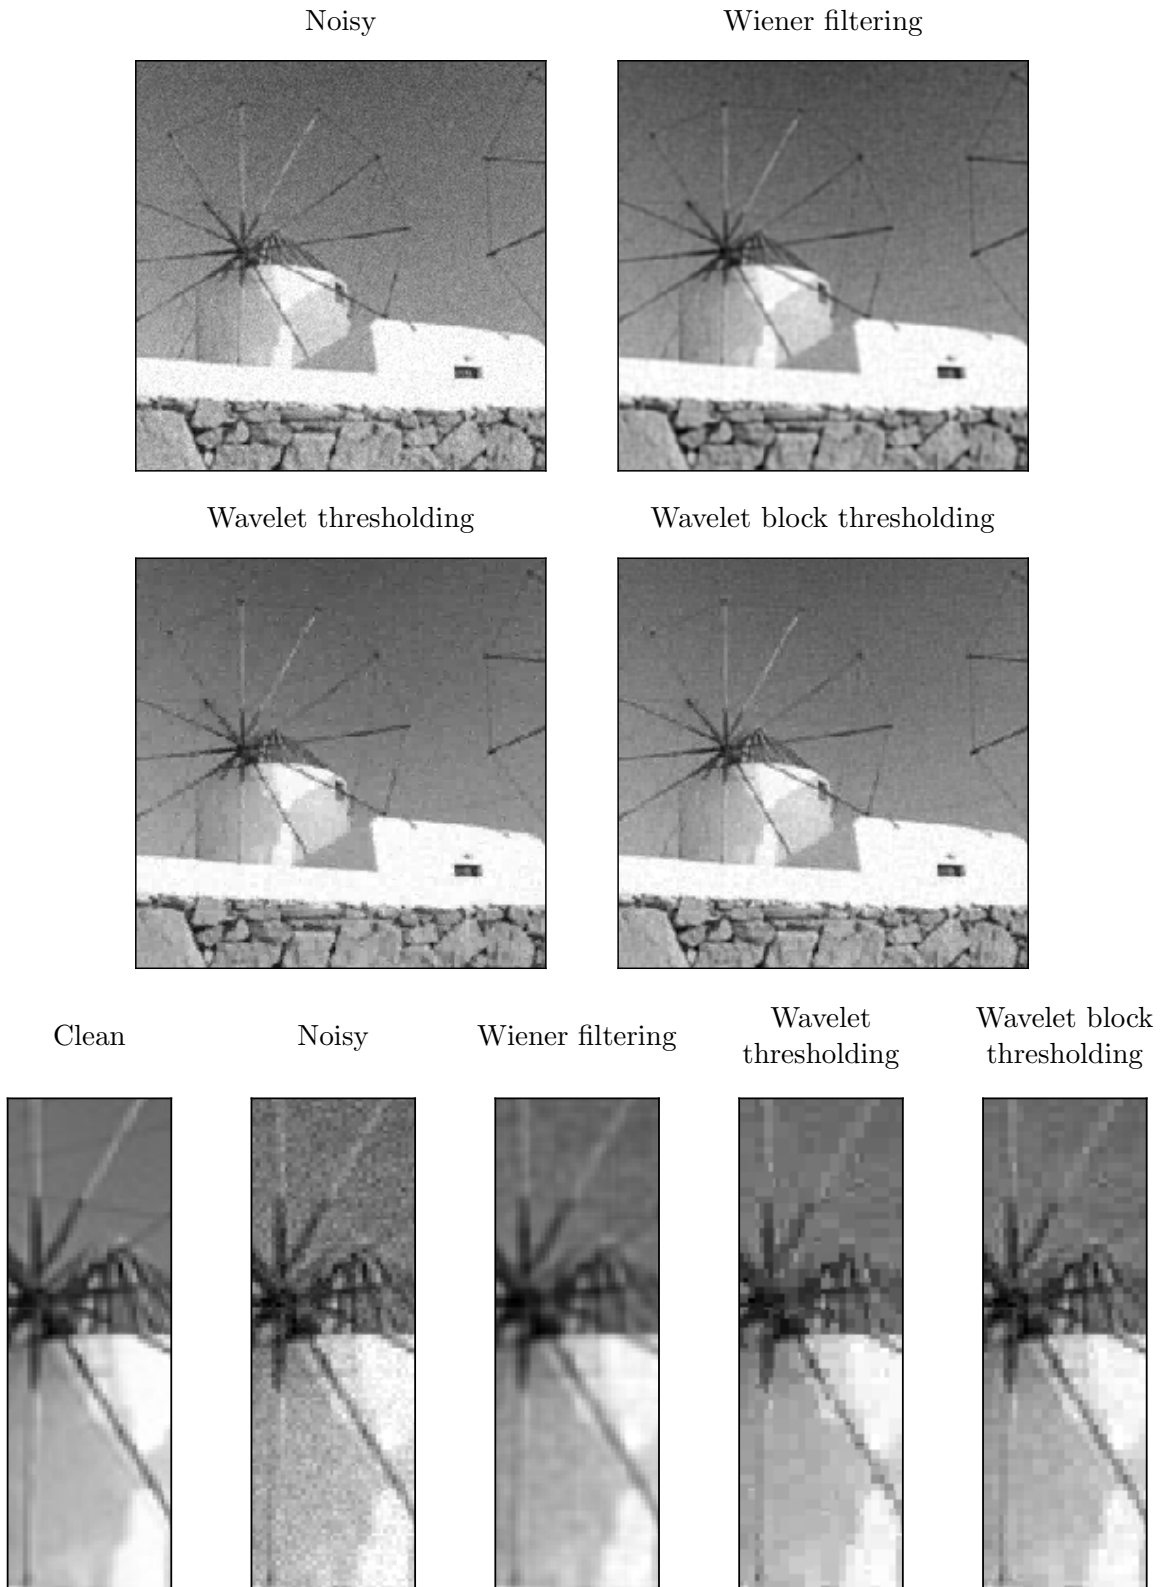 Noisy
Wiener filtering
Wavelet thresholding
Wavelet block thresholding
Clean
Noisy
Wiener filtering
Wavelet
thresholding
Wavelet block
thresholding